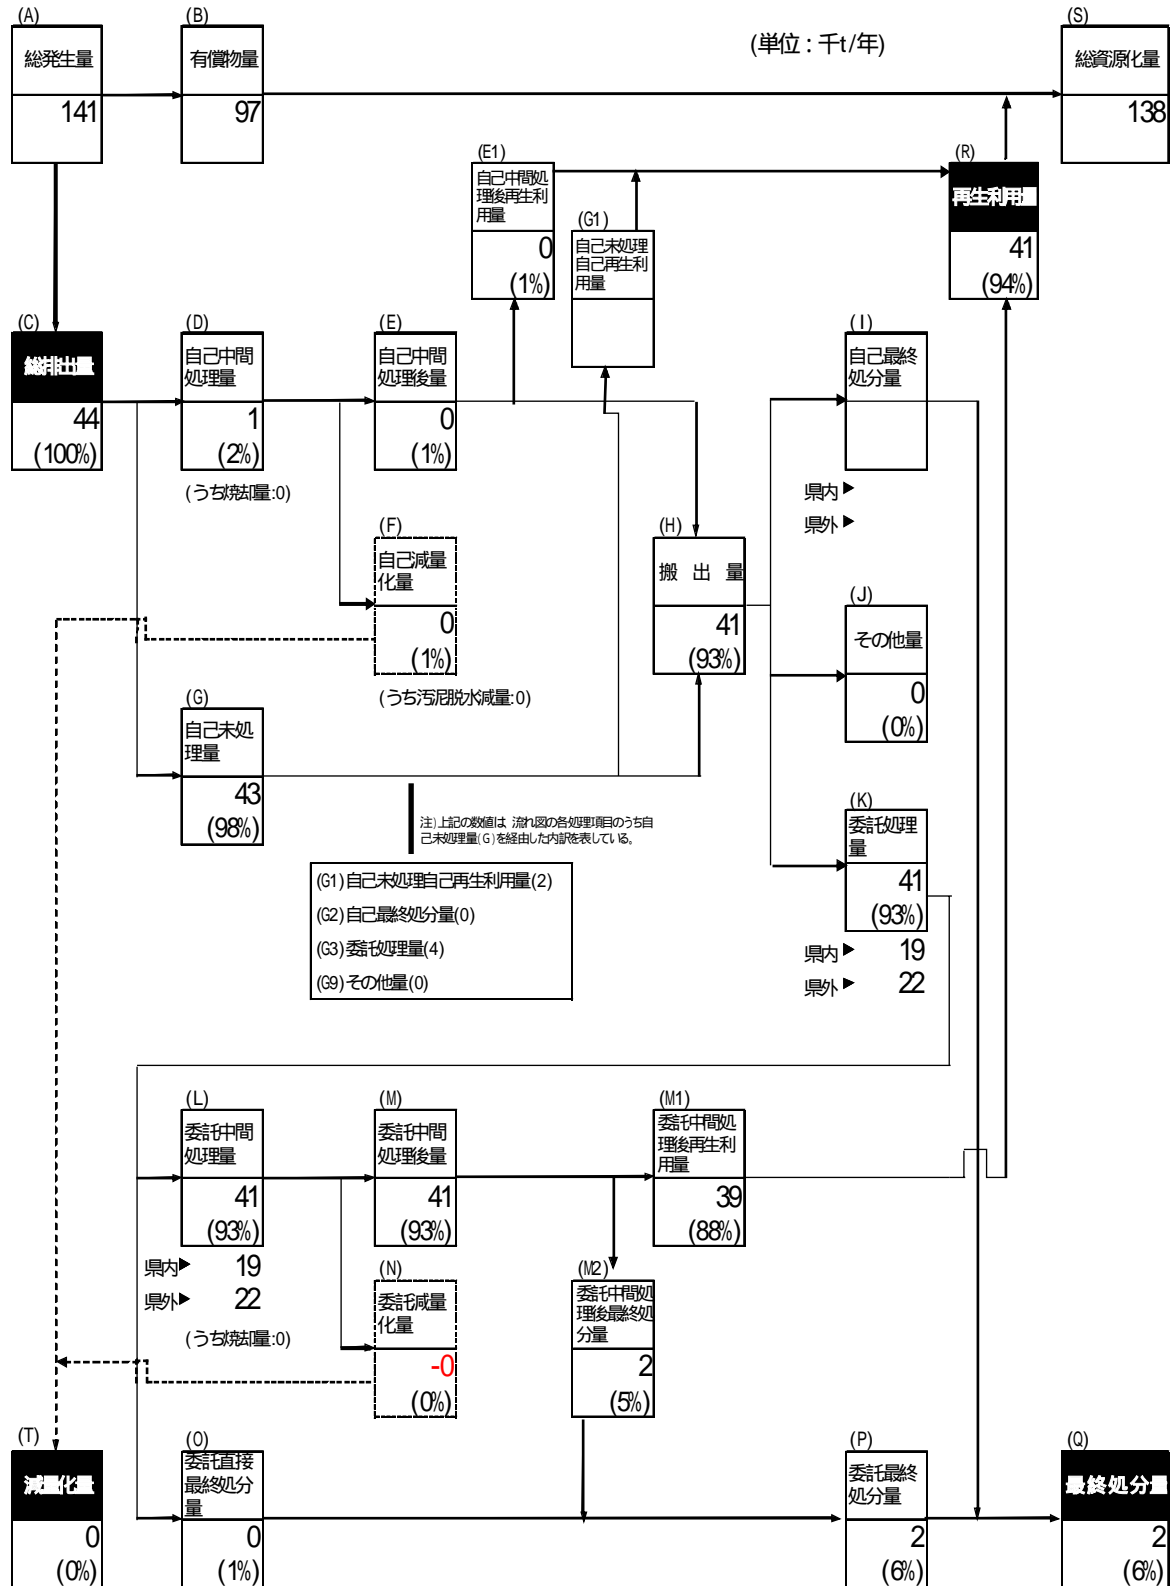 (A)
総発生量
141
(B)
有償物量
97
(単位：千t/年)
(S)
総資源化量
138
(E1)
自己中間処
理後再生利
用量
0
(1%)
(G1)
自己未処理
自己再生利
用量
(R)
再生利用量
41
(94%)
(C)
総排出量
44
(100%)
(D)
自己中間
処理量
1
(2%)
(うち焼却量:0)
(E)
自己中間
処理後量
0
(1%)
(I)
自己最終
処分量
県内▶
県外▶
(F)
自己減量
化量
0
(1%)
(うち汚泥脱水減量:0)
(H)
搬 出 量
41
(93%)
(J)
その他量
0
(0%)
(G)
自己未処
理量
43
(98%)
注)上記の数値は 流れ図の各処理項目のうち自
己未処理量(G)を経由した内訳を表している。
(G1)自己未処理自己再生利用量(2)
(G2)自己最終処分量(0)
(G3)委託処理量(4)
(G9)その他量(0)
(K)
委託処理
量
41
(93%)
県内▶ 19
県外▶ 22
(L)
委託中間
処理量
41
(93%)
県内▶ 19
県外▶ 22
(うち焼却量:0)
(M)
委託中間
処理後量
41
(93%)
(M1)
委託中間処
理後再生利
用量
39
(88%)
(N)
委託減量
化量
-0
(0%)
(M2)
委託中間処
理後最終処
分量
2
(5%)
(T)
減量化量
0
(0%)
(O)
委託直接
最終処分
量
0
(1%)
(P)
委託最終
処分量
2
(6%)
(Q)
最終処分量
2
(6%)